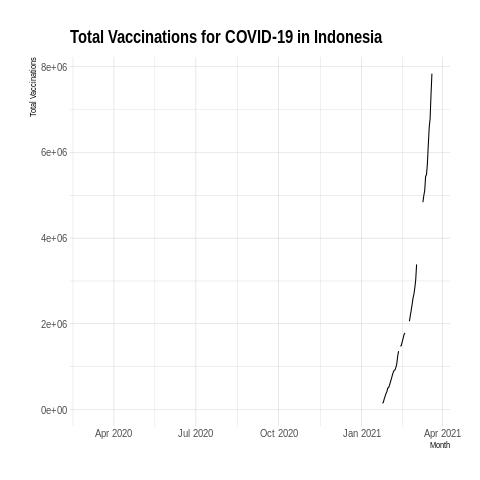 Total Vaccinations for COVID-19 in Indonesia
Total Vaccinations
8e+06
6e+06
4e+06
2e+06
0e+00
Apr 2020 Jul 2020 Oct 2020 Jan 2021 Apr 2021
Month